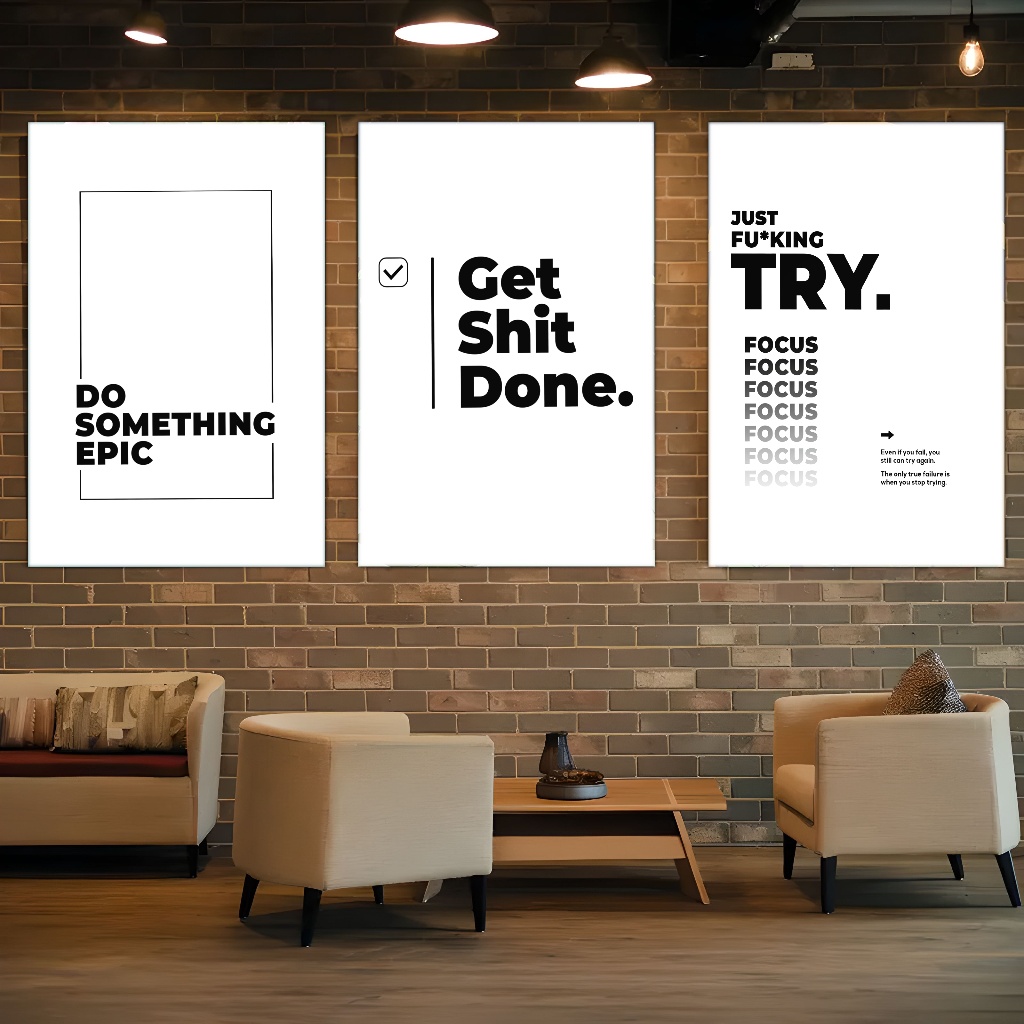 DO
SOMETHING
EPIC
Get
Shit
Done.
JUST
FU*KING
TRY.
FOCUS
FOCUS
FOCUS
FOCUS
FOCUS
FOCUS
FOCUS
Even if you fail, you
still can try again.
The only true failure is
when you stop trying.